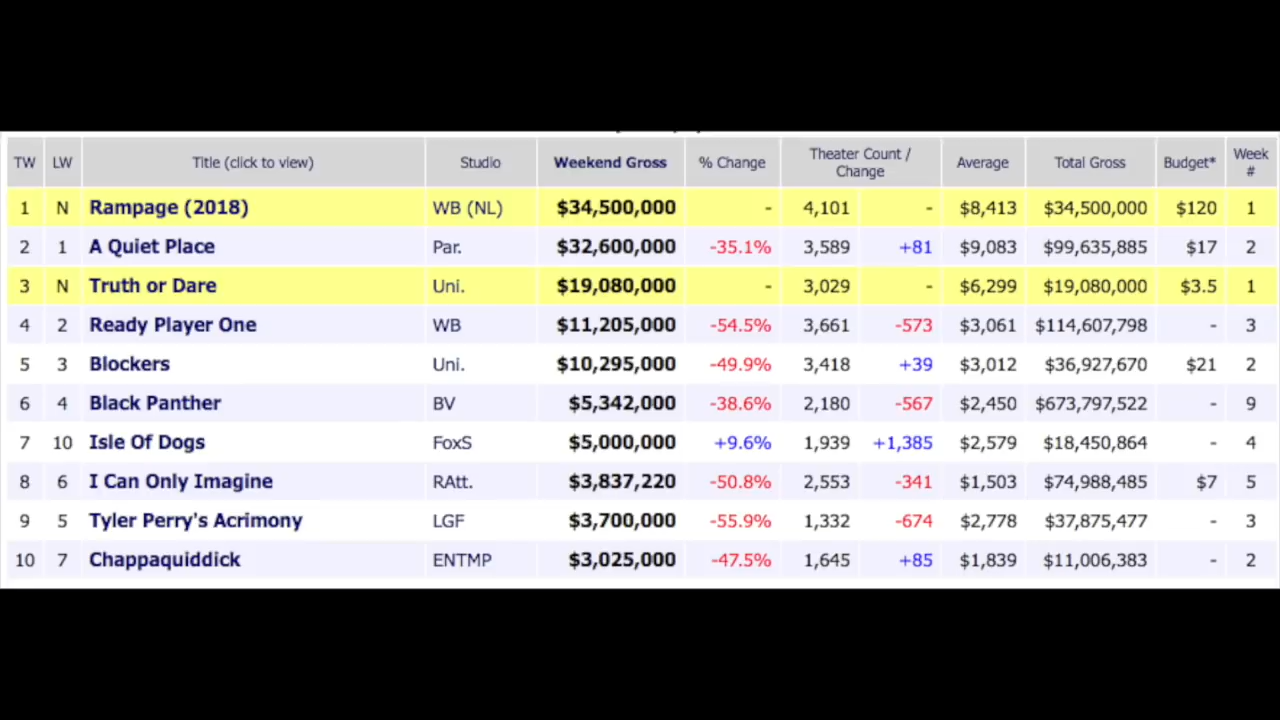 TW LW Title (click to view) Studio Weekend Gross % Change Theater Count / Change Average Total Gross Budget* Week #
1 N Rampage (2018) WB (NL) $34,500,000 - 4,101 - $8,413 $34,500,000 $120 1
2 1 A Quiet Place Par. $32,600,000 -35.1% 3,589 +81 $9,083 $99,635,885 $17 2
3 N Truth or Dare Uni. $19,080,000 - 3,029 - $6,299 $19,080,000 $3.5 1
4 2 Ready Player One WB $11,205,000 -54.5% 3,661 -573 $3,061 $114,607,798 - 3
5 3 Blockers Uni. $10,295,000 -49.9% 3,418 +39 $3,012 $36,927,670 $21 2
6 4 Black Panther BV $5,342,000 -38.6% 2,180 -567 $2,450 $673,797,522 - 9
7 10 Isle Of Dogs FoxS $5,000,000 +9.6% 1,939 +1,385 $2,579 $18,450,864 - 4
8 6 I Can Only Imagine RAtt. $3,837,220 -50.8% 2,553 -341 $1,503 $74,988,485 $7 5
9 5 Tyler Perry's Acrimony LGF $3,700,000 -55.9% 1,332 -674 $2,778 $37,875,477 - 3
10 7 Chappaquiddick ENTMP $3,025,000 -47.5% 1,645 +85 $1,839 $11,006,383 - 2